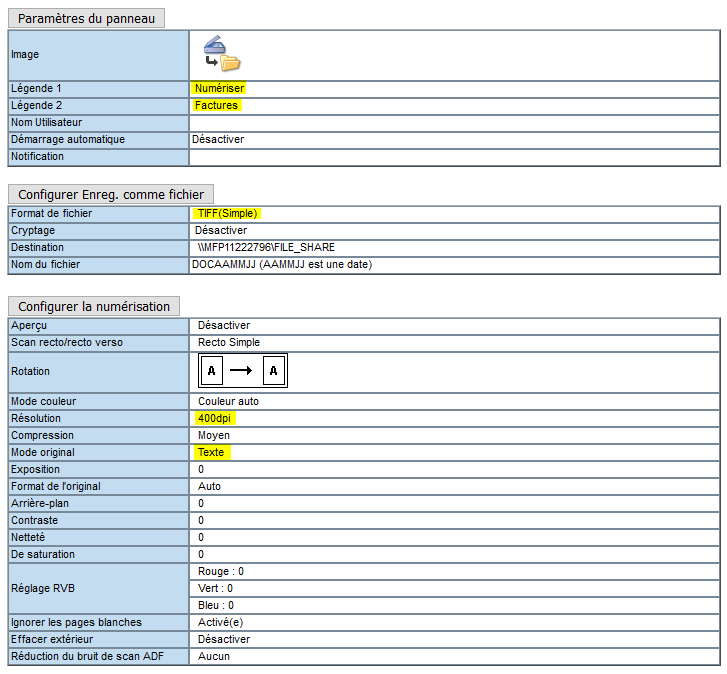 Paramètres du panneau
Image
Légende 1 Numériser
Légende 2 Factures
Nom Utilisateur
Démarrage automatique Désactiver
Notification
Configurer Enreg. comme fichier
Format de fichier TIFF(Simple)
Cryptage Désactiver
Destination \\MFP11222796\FILE_SHARE
Nom du fichier DOCAAMMJJ (AAMMJJ est une date)
Configurer la numérisation
Aperçu Désactiver
Scan recto/recto verso Recto Simple
Rotation A A
Mode couleur Couleur auto
Résolution 400dpi
Compression Moyen
Mode original Texte
Exposition 0
Format de l'original Auto
Arrière-plan 0
Contraste 0
Netteté 0
De saturation 0
Réglage RVB
Rouge : 0
Vert : 0
Bleu : 0
Ignorer les pages blanches Activé(e)
Effacer extérieur Désactiver
Réduction du bruit de scan ADF Aucun